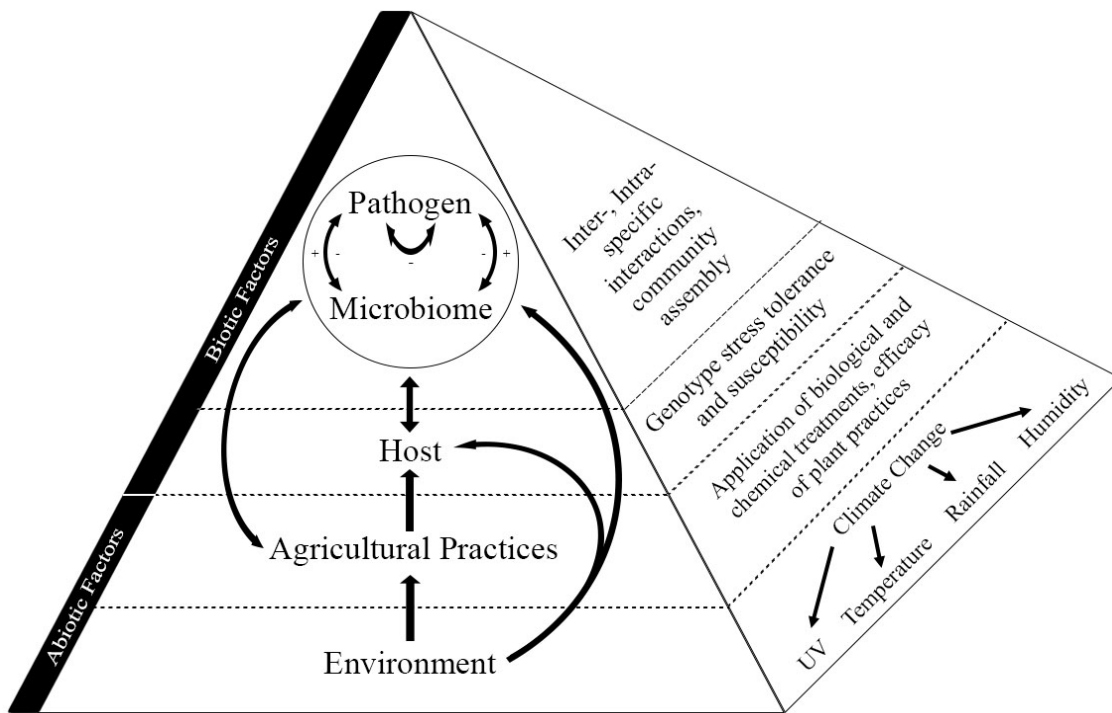 Biotic Factors
Abiotic Factors
Pathogen
+
-
-
-
+
Microbiome
Host
Agricultural Practices
Environment
Inter-, Intra-
specific
interactions,
community
assembly
Genotype stress tolerance
and susceptibility
Application of biological and
chemical treatments, efficacy
of plant practices
Climate Change
Humidity
Rainfall
Temperature
UV